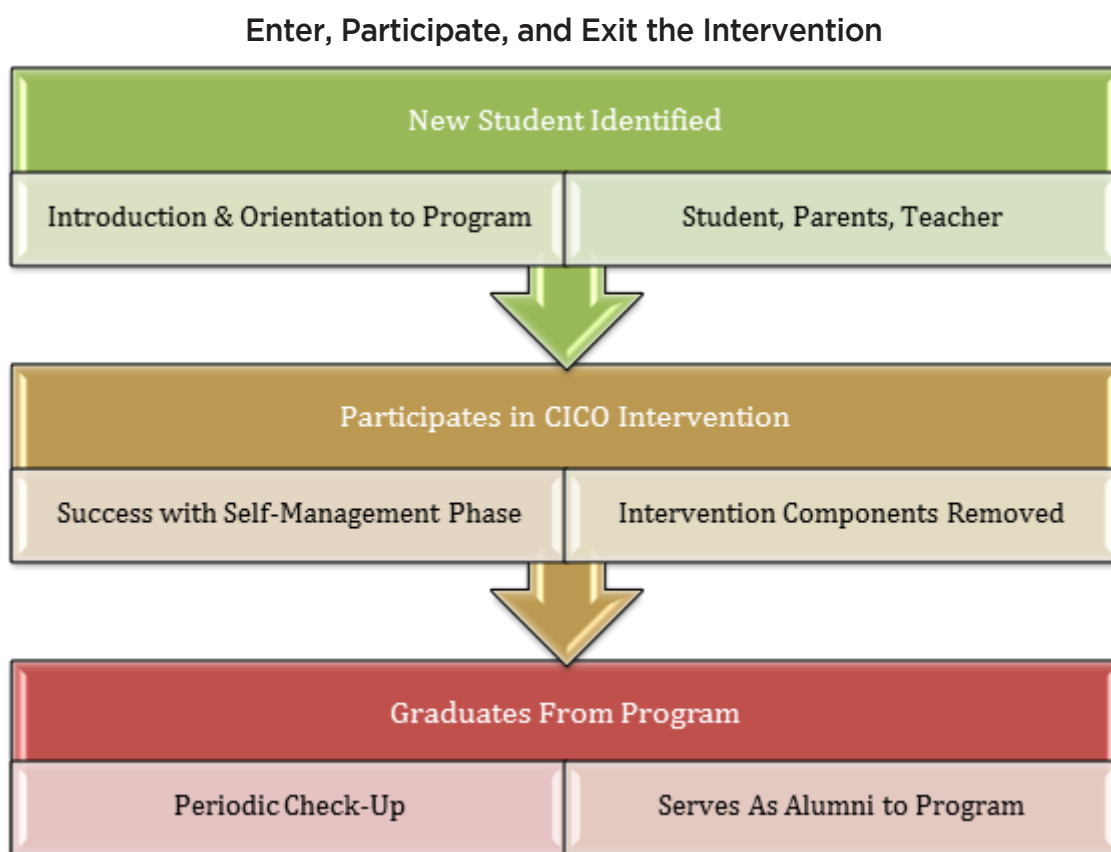 Enter, Participate, and Exit the Intervention
New Student Identified
Introduction & Orientation to Program
Student, Parents, Teacher
Participates in CICO Intervention
Success with Self-Management Phase
Intervention Components Removed
Graduates From Program
Periodic Check-Up
Serves As Alumni to Program